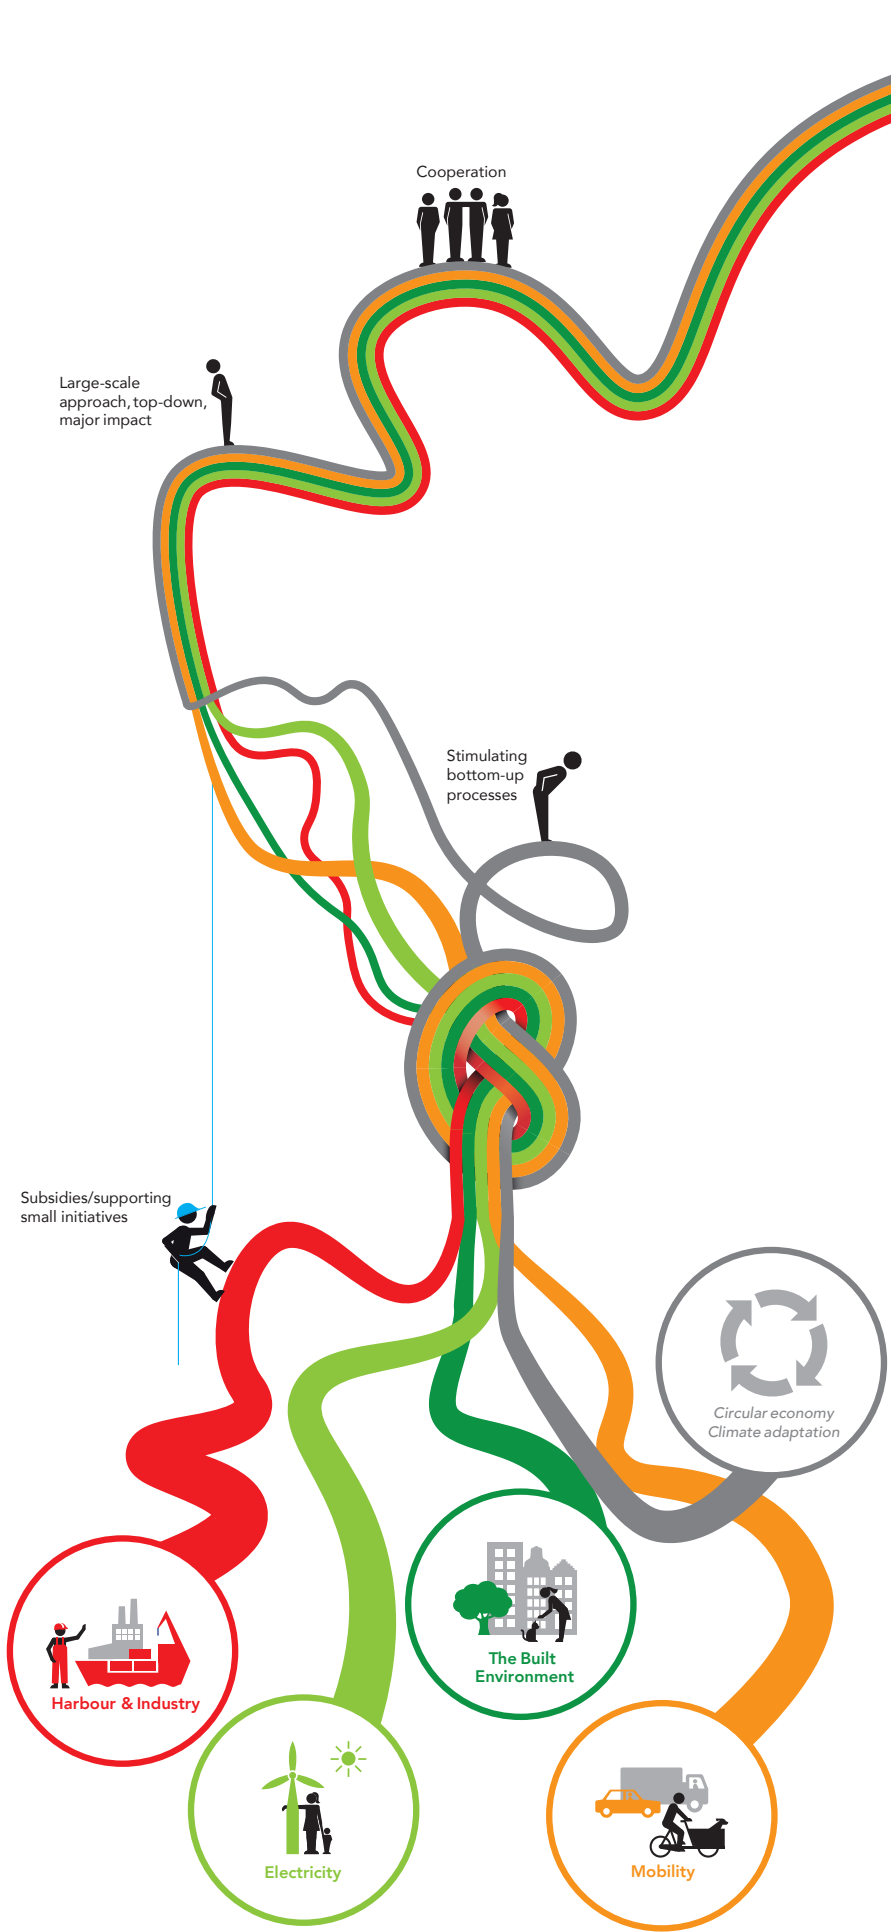 Cooperation
Large-scale
approach, top-down,
major impact
Stimulating
bottom-up
processes
Subsidies/supporting
small initiatives
Circular economy
Climate adaptation
The Built
Environment
Harbour & Industry
Electricity
Mobility